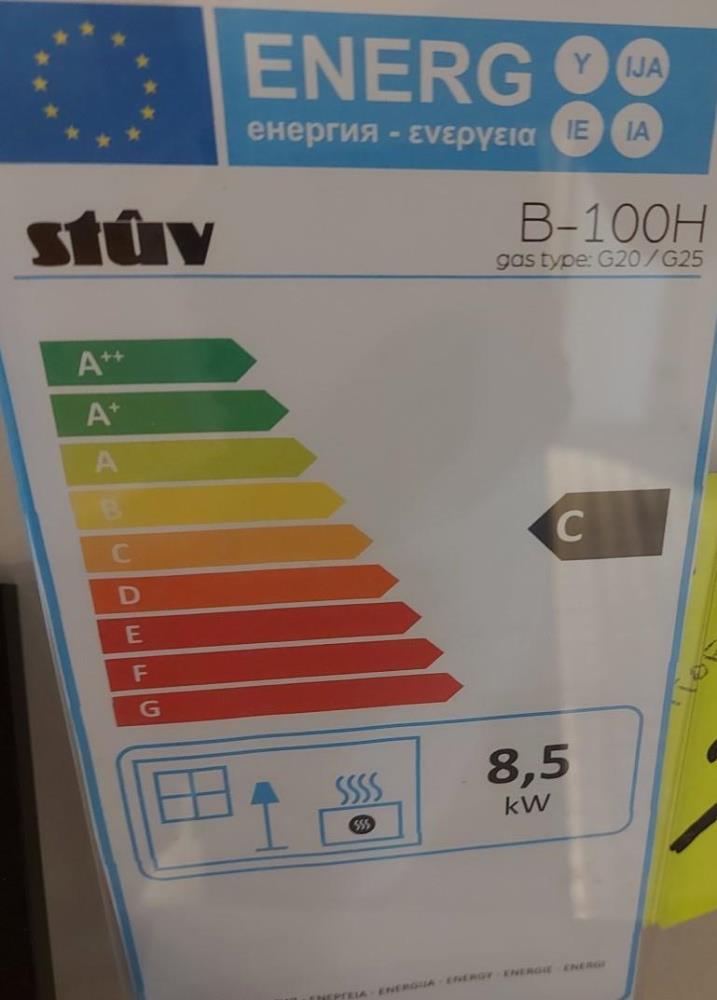 ENERG Y IJA
енергия - ενεργεια IE IA
stûv
B-100H
gas type: G20 / G25
A++
A+
A
B
C
D
E
F
G
C
8,5
kW
ΕΝΕΡΓΕΙΑ - ENERGIJA - ENERGY - ENERGIE - ENERGI